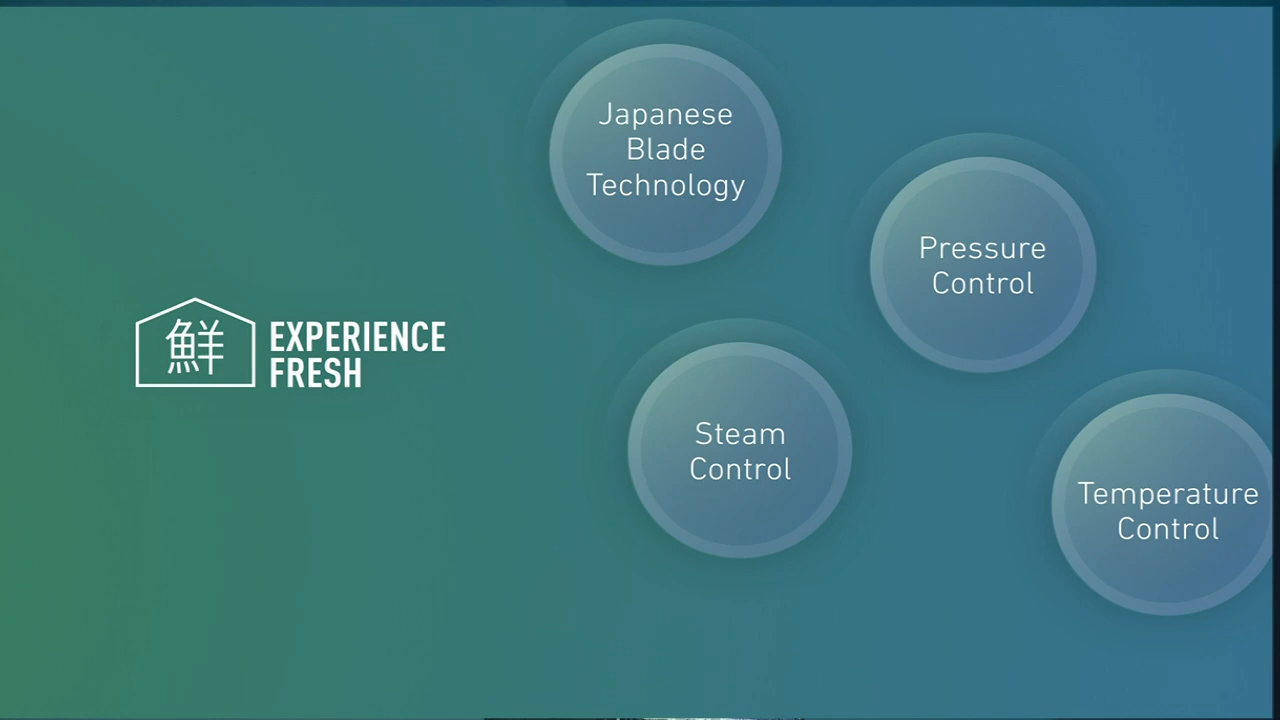 Japanese
Blade
Technology
Pressure
Control
鮮
EXPERIENCE
FRESH
Steam
Control
Temperature
Control